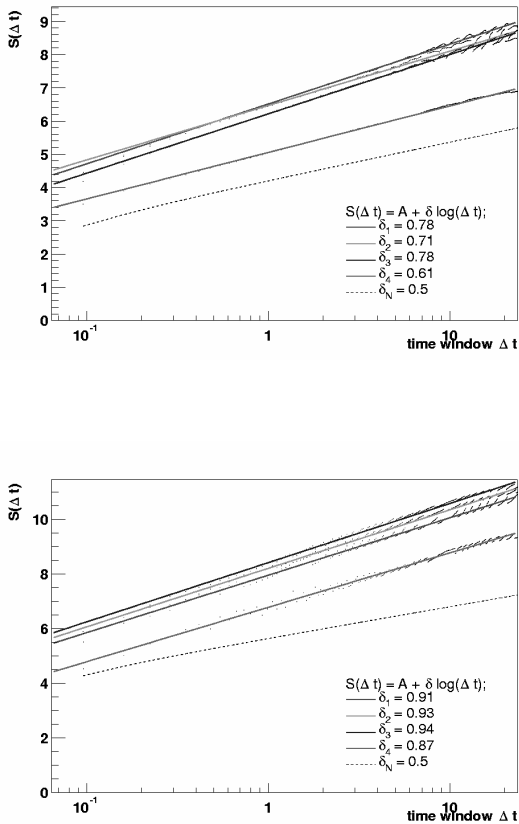 S(Δ t)
9
8
7
6
5
4
3
2
1
0
S(Δ t) = A + δ log(Δ t);
δ1 = 0.78
δ2 = 0.71
δ3 = 0.78
δ4 = 0.61
δN = 0.5
10-1 1 10
time window Δ t
S(Δ t)
10
8
6
4
2
0
S(Δ t) = A + δ log(Δ t);
δ1 = 0.91
δ2 = 0.93
δ3 = 0.94
δ4 = 0.87
δN = 0.5
10-1 1 10
time window Δ t